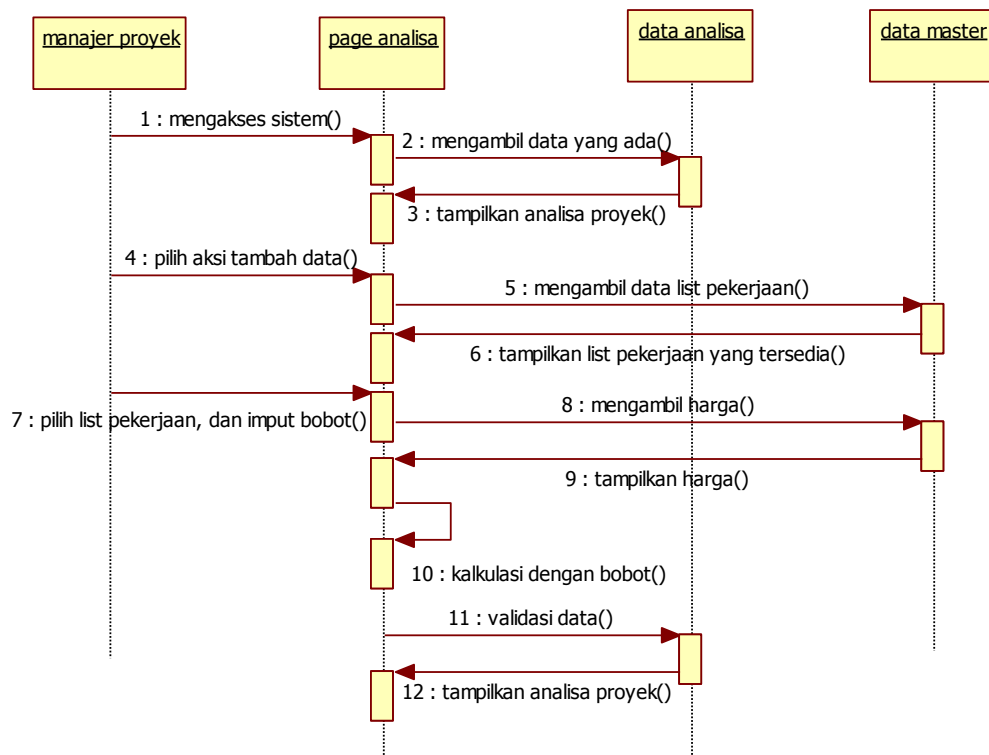 manajer proyek
page analisa
data analisa
data master
1 : mengakses sistem()
2 : mengambil data yang ada()
3 : tampilkan analisa proyek()
4 : pilih aksi tambah data()
5 : mengambil data list pekerjaan()
6 : tampilkan list pekerjaan yang tersedia()
7 : pilih list pekerjaan, dan imput bobot()
8 : mengambil harga()
9 : tampilkan harga()
10 : kalkulasi dengan bobot()
11 : validasi data()
12 : tampilkan analisa proyek()